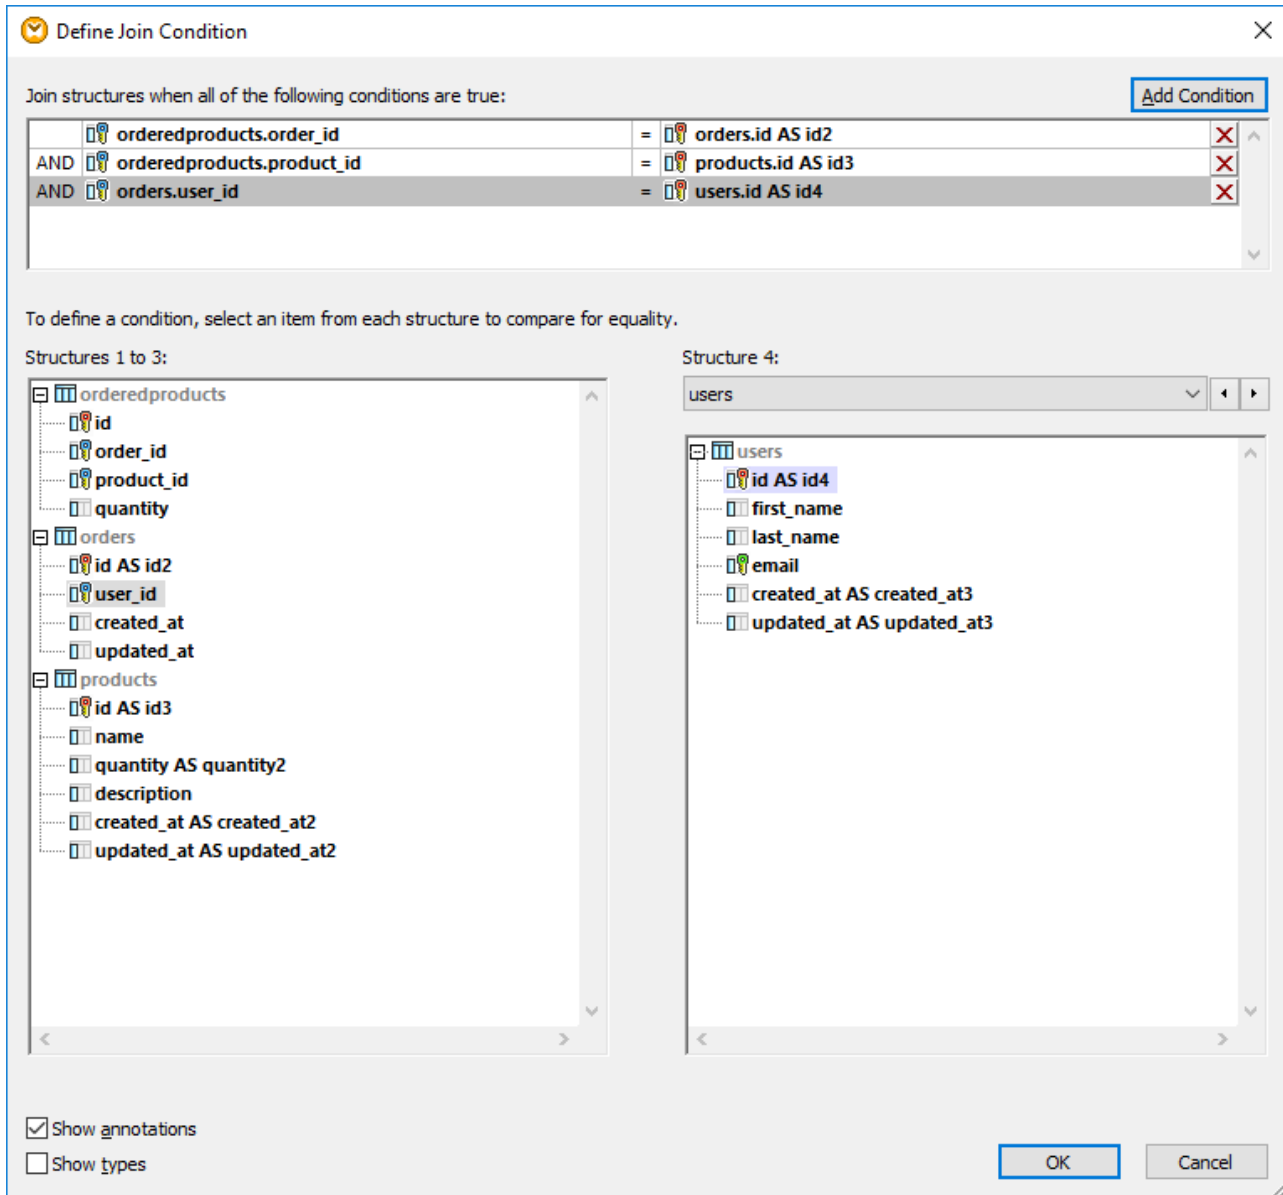 Define Join Condition
Join structures when all of the following conditions are true:
Add Condition
orderedproducts.order_id = orders.id AS id2
AND orderedproducts.product_id = products.id AS id3
AND orders.user_id = users.id AS id4
To define a condition, select an item from each structure to compare for equality.
Structures 1 to 3:
orderedproducts
id
order_id
product_id
quantity
orders
id AS id2
user_id
created_at
updated_at
products
id AS id3
name
quantity AS quantity2
description
created_at AS created_at2
updated_at AS updated_at2
Structure 4:
users
users
id AS id4
first_name
last_name
email
created_at AS created_at3
updated_at AS updated_at3
Show annotations
Show types
OK
Cancel